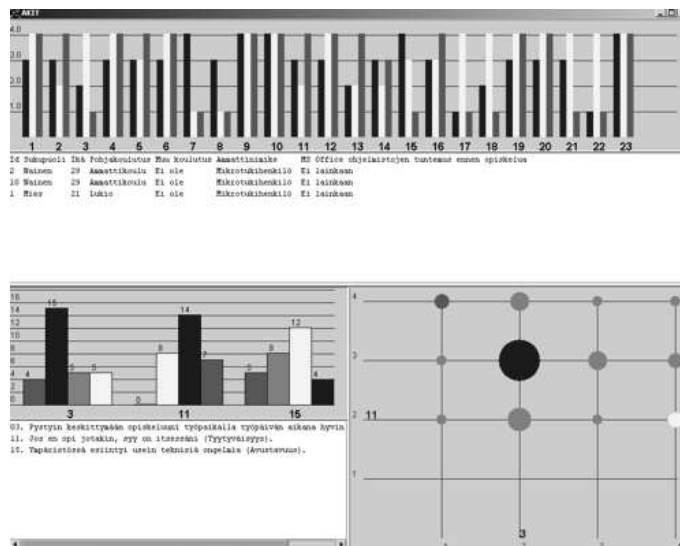 AKIT
4.0
3.0
2.0
1.0
1 2 3 4 5 6 7 8 9 10 11 12 13 14 15 16 17 18 19 20 21 22 23
Id Sukupuoli Ikä Pohjakoulutus Muu koulutus Ammattinimike MS Office ohjelmistojen tuntemus ennen opiskelua
2 Nainen 28 Ammattikoulu Ei ole Mikrotukihenkilö Ei lainkaan
10 Nainen 29 Ammattikoulu Ei ole Mikrotukihenkilö Ei lainkaan
1 Mies 21 Lukio Ei ole Mikrotukihenkilö Ei lainkaan
16
14
12
10
8
6
4
2
0
4 15 5 5 0 8 14 7 5 8 12 4
3 11 15
03. Pystyin keskittymään opiskeluuni työpaikalla työpäivän aikana hyvin
11. Jos en opi jotakin, syy on itsessäni (Tyytyväisyys).
15. Ympäristössä esiintyi usein teknisiä ongelmia (Avustavuus).
4
3
2 11
1
3